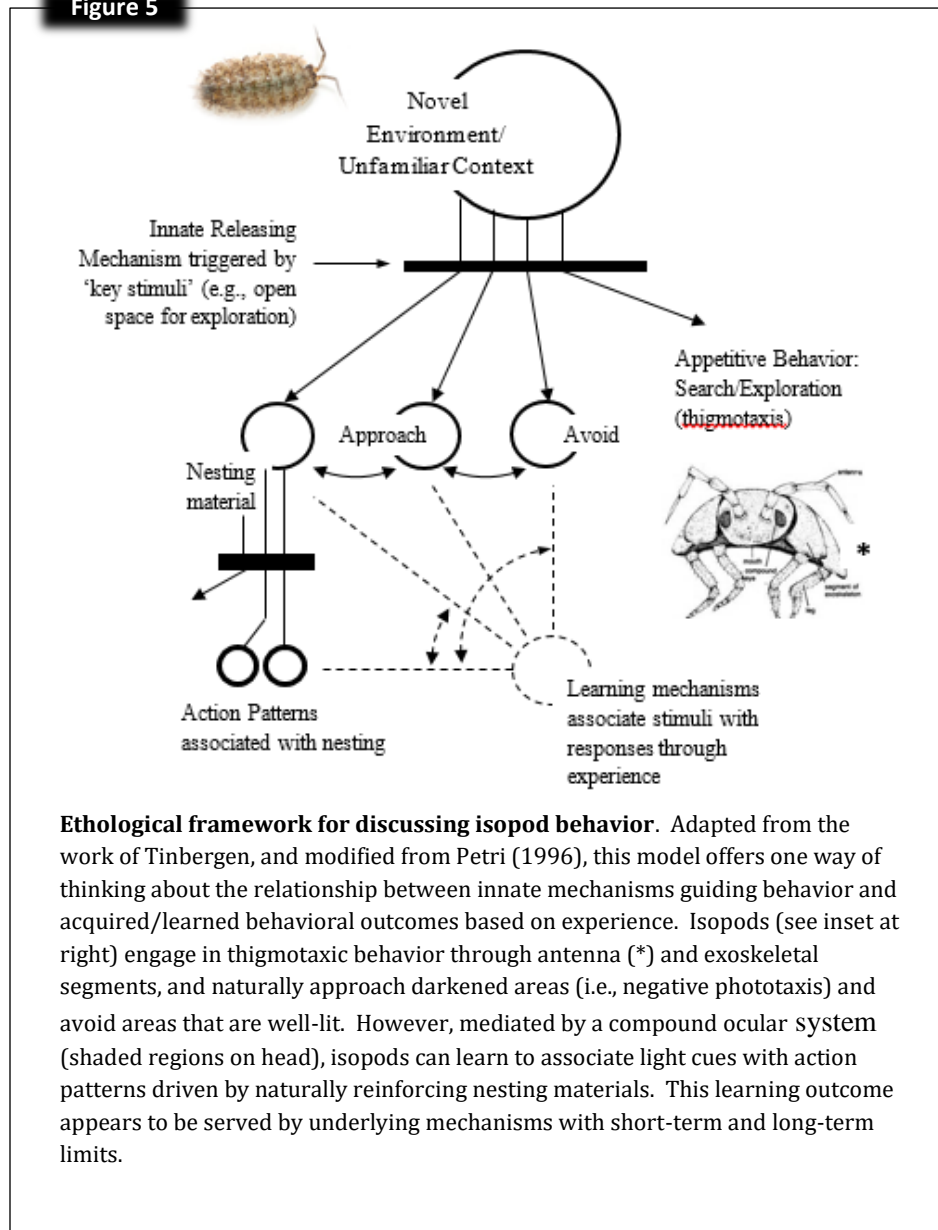 Figure 5
Novel
Environment/
Unfamiliar Context
Innate Releasing
Mechanism triggered by
‘key stimuli’ (e.g., open
space for exploration)
Appetitive Behavior:
Search/Exploration
(thigmotaxis)
Approach
Avoid
Nesting
material
antenna
*
mouth
compound
eyes
segment of
exoskeleton
leg
Action Patterns
associated with nesting
Learning mechanisms
associate stimuli with
responses through
experience
Ethological framework for discussing isopod behavior. Adapted from the
work of Tinbergen, and modified from Petri (1996), this model offers one way of
thinking about the relationship between innate mechanisms guiding behavior and
acquired/learned behavioral outcomes based on experience. Isopods (see inset at
right) engage in thigmotaxic behavior through antenna (*) and exoskeletal
segments, and naturally approach darkened areas (i.e., negative phototaxis) and
avoid areas that are well-lit. However, mediated by a compound ocular system
(shaded regions on head), isopods can learn to associate light cues with action
patterns driven by naturally reinforcing nesting materials. This learning outcome
appears to be served by underlying mechanisms with short-term and long-term
limits.